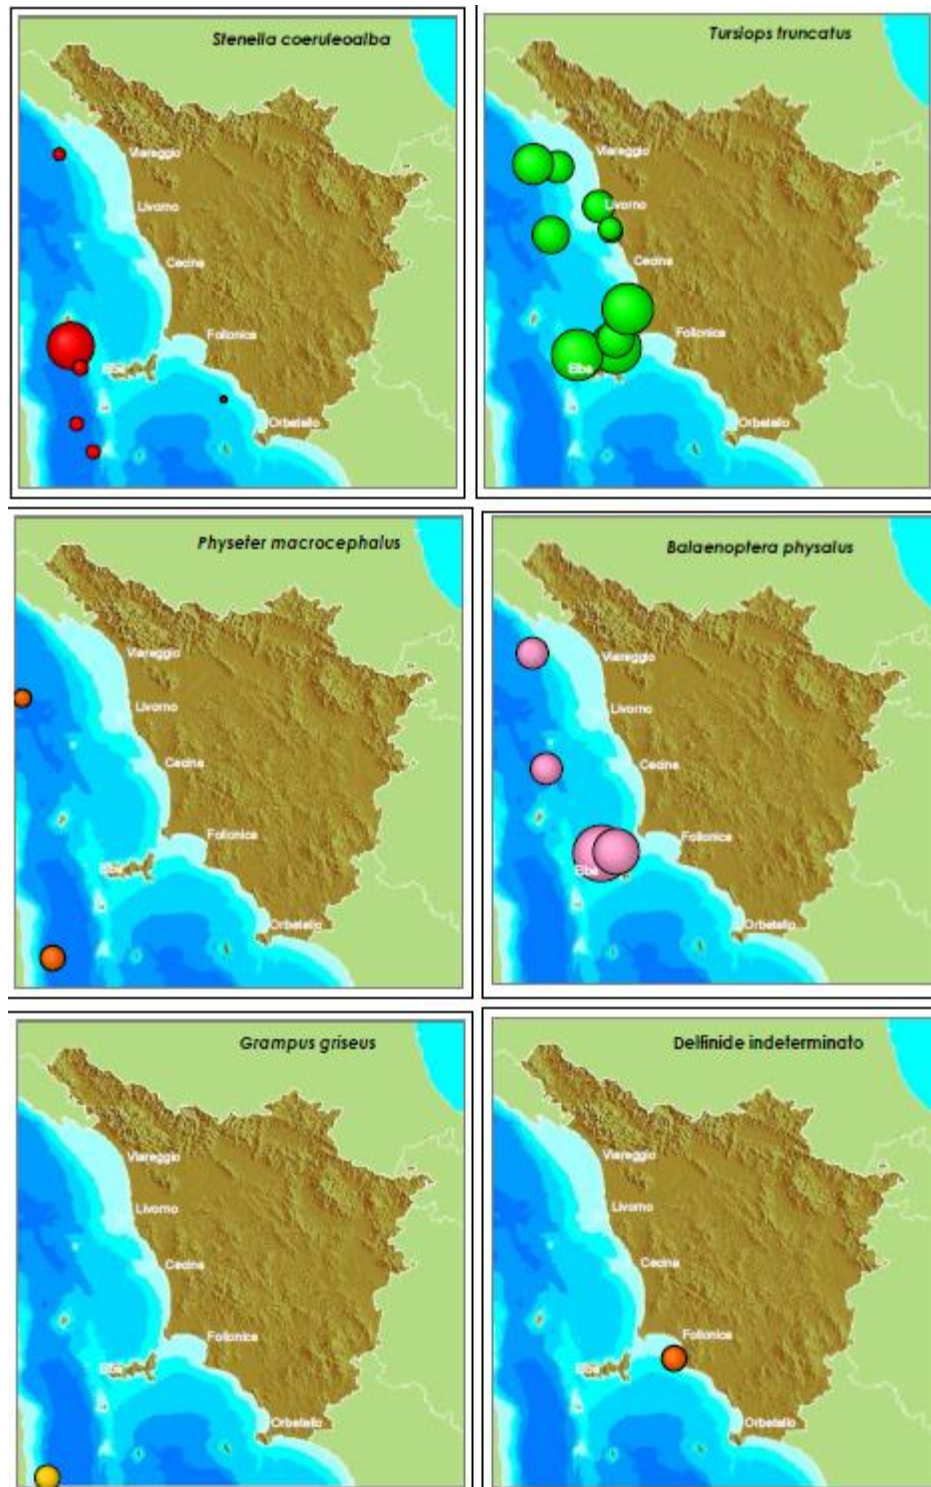 Stenella coeruleoalba
Viareggio
Livorno
Cecina
Follonica
Elba
Orbetello
Tursiops truncatus
Viareggio
Livorno
Cecina
Follonica
Elba
Orbetello
Physeter macrocephalus
Viareggio
Livorno
Cecina
Follonica
Elba
Orbetello
Balaenoptera physalus
Viareggio
Livorno
Cecina
Follonica
Elba
Orbetello
Grampus griseus
Viareggio
Livorno
Cecina
Follonica
Elba
Orbetello
Delfinide indeterminato
Viareggio
Livorno
Cecina
Follonica
Elba
Orbetello